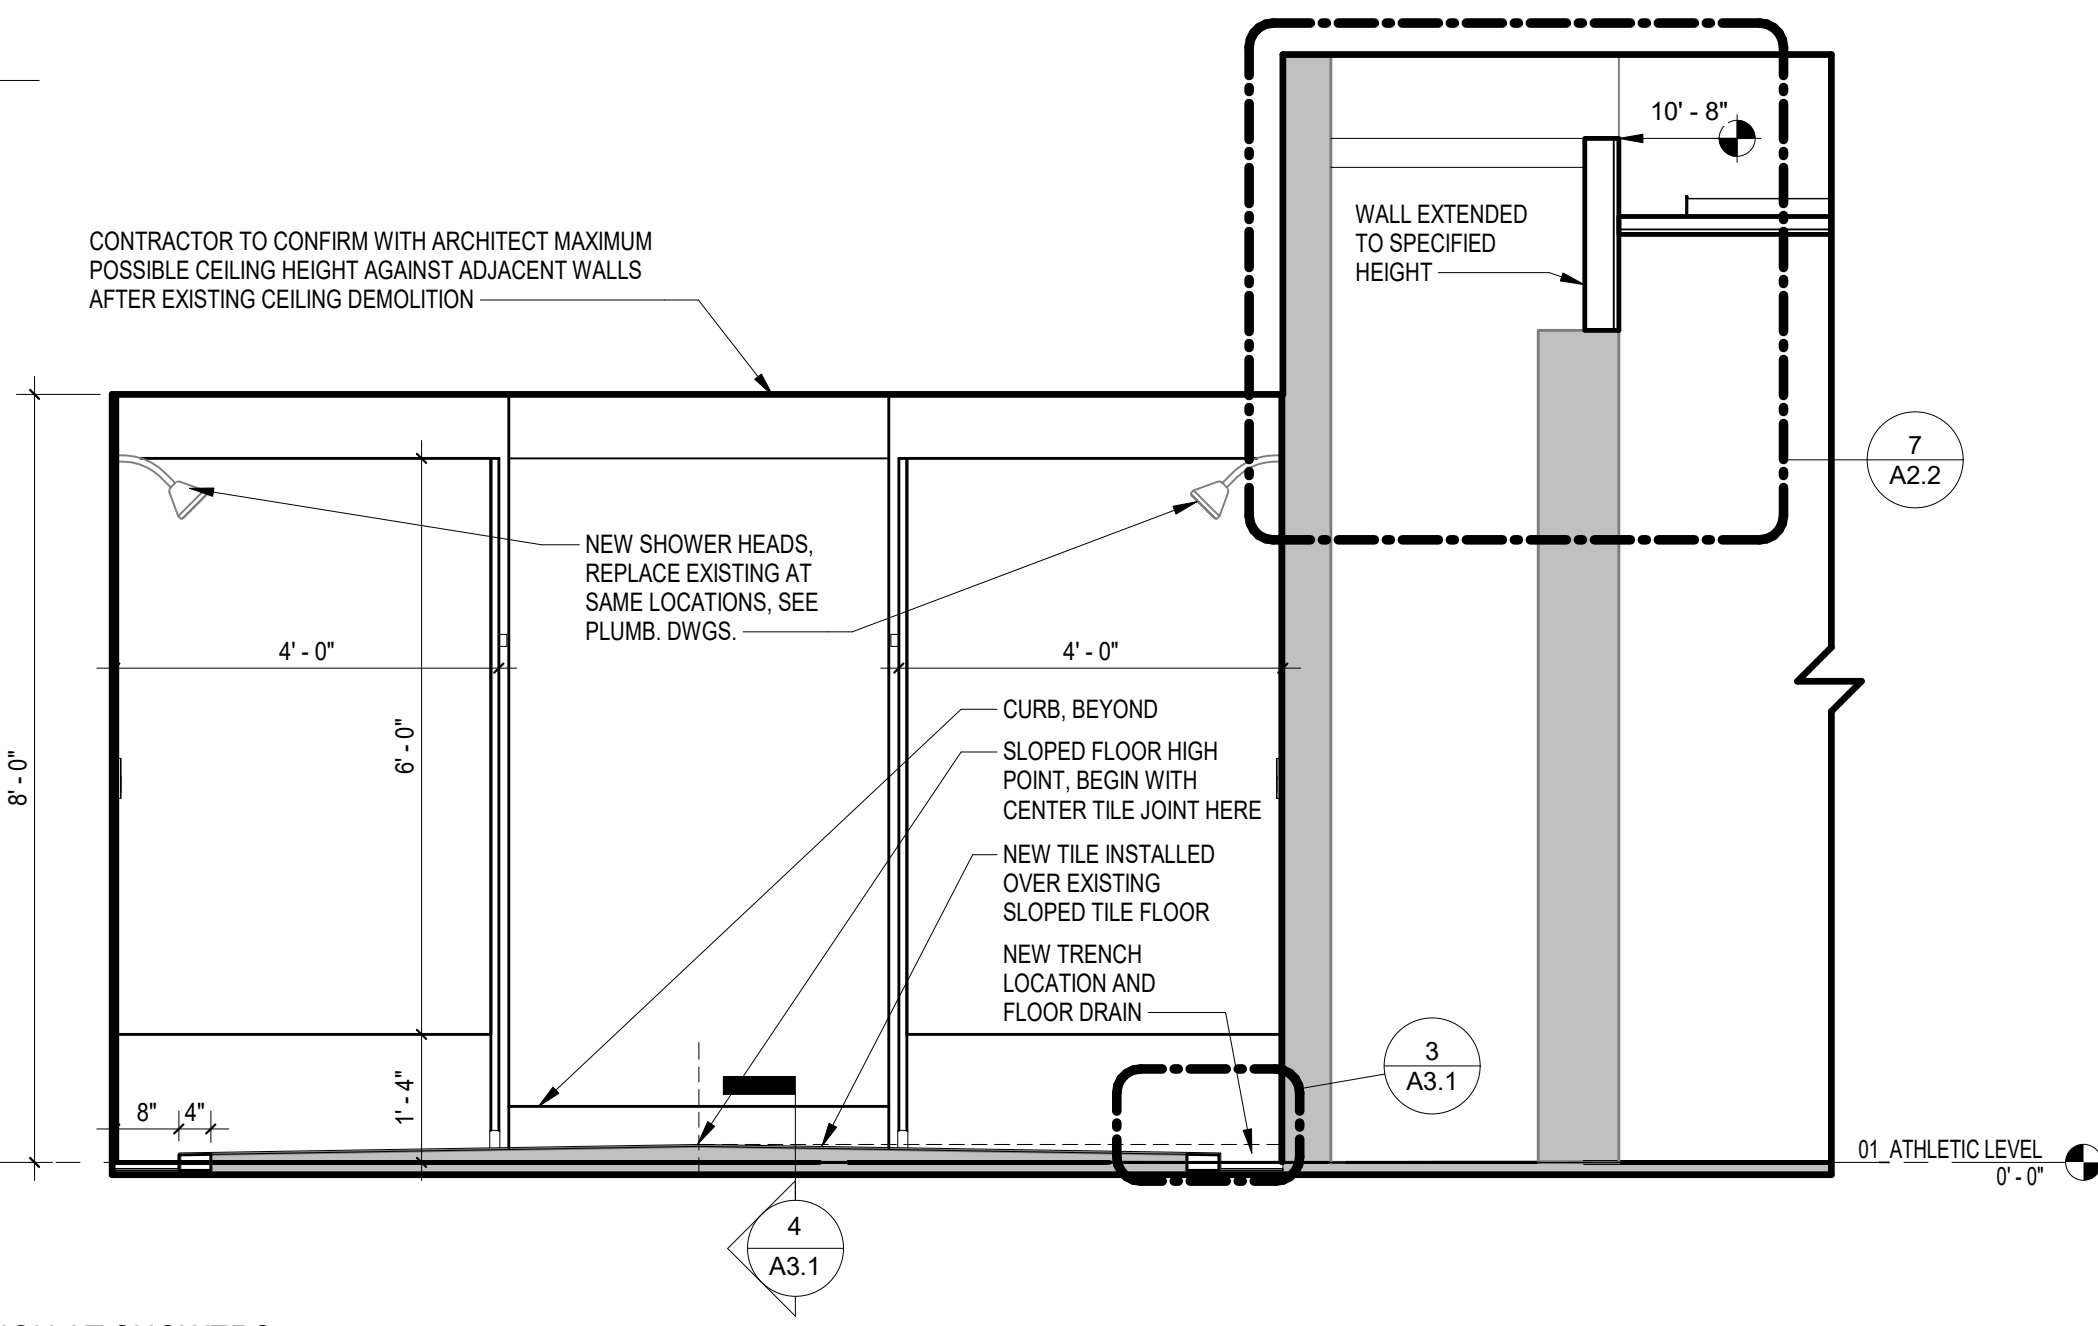 10' - 8"
WALL EXTENDED
TO SPECIFIED
HEIGHT
CONTRACTOR TO CONFIRM WITH ARCHITECT MAXIMUM
POSSIBLE CEILING HEIGHT AGAINST ADJACENT WALLS
AFTER EXISTING CEILING DEMOLITION
7
A2.2
NEW SHOWER HEADS,
REPLACE EXISTING AT
SAME LOCATIONS, SEE
PLUMB. DWGS.
4' - 0"
4' - 0"
8' - 0"
6' - 0"
CURB, BEYOND
SLOPED FLOOR HIGH
POINT, BEGIN WITH
CENTER TILE JOINT HERE
NEW TILE INSTALLED
OVER EXISTING
SLOPED TILE FLOOR
NEW TRENCH
LOCATION AND
FLOOR DRAIN
3
A3.1
1' - 4"
8"
4"
01 ATHLETIC LEVEL
0' - 0"
4
A3.1